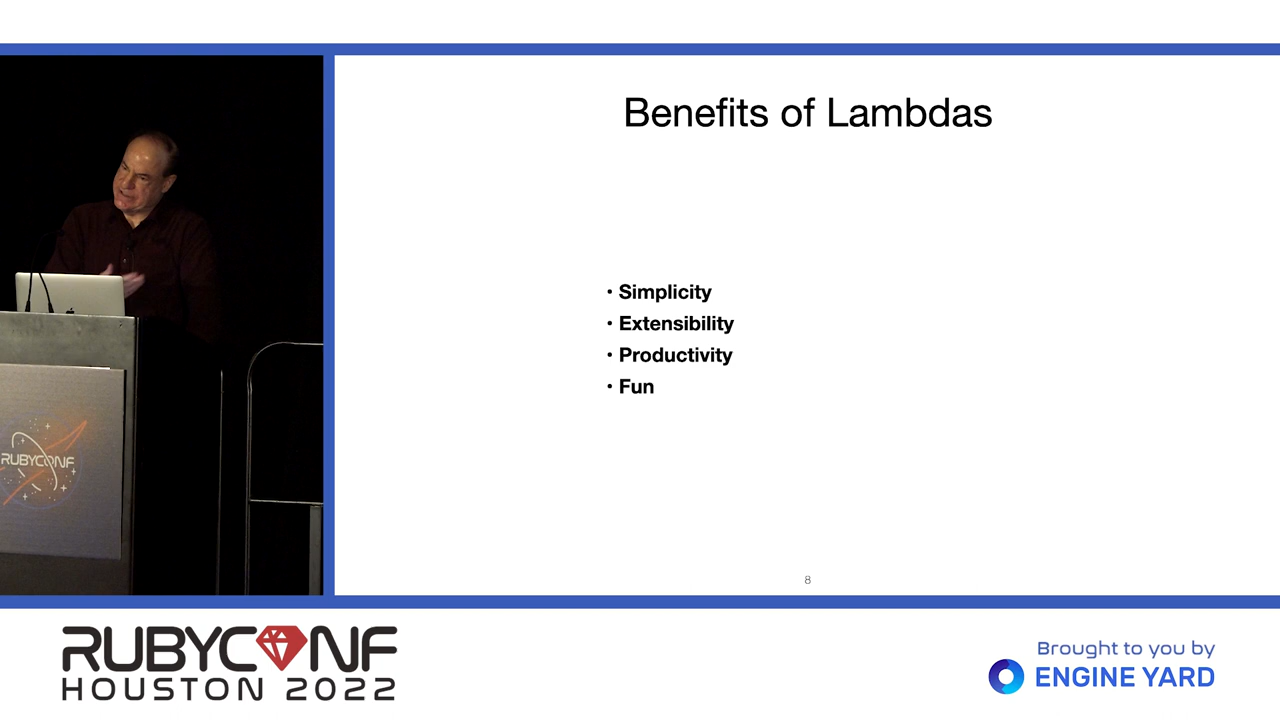 Benefits of Lambdas
• Simplicity
• Extensibility
• Productivity
• Fun
8
RUBYCONF
RUBYCONF
HOUSTON 2022
Brought to you by
ENGINE YARD